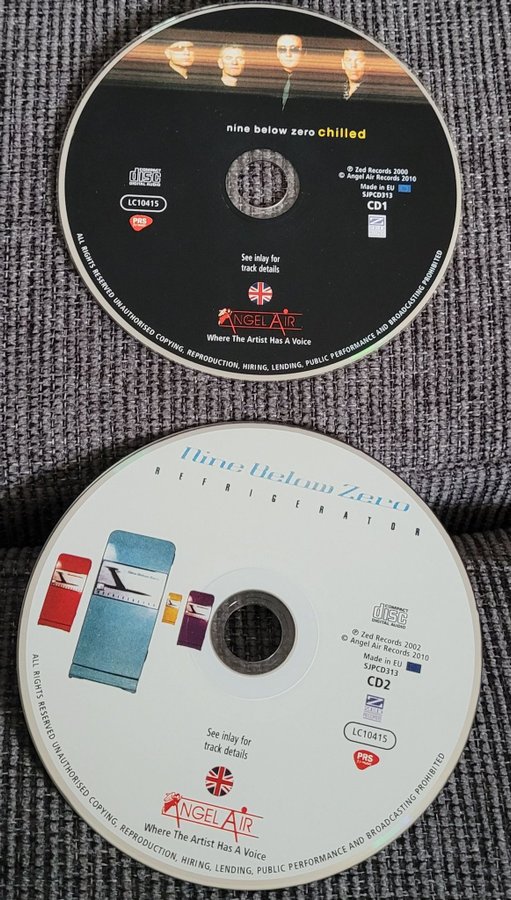 nine below zero chilled
COMPACT
disc
DIGITAL AUDIO
LC10415
PRS
℗ Zed Records 2000
© Angel Air Records 2010
Made in EU
SJPCD313
CD1
See inlay for
track details
ANGEL AIR
Where The Artist Has A Voice
ALL RIGHTS RESERVED UNAUTHORISED COPYING, REPRODUCTION, HIRING, LENDING, PUBLIC PERFORMANCE AND BROADCASTING PROHIBITED
Nine Below Zero
REFRIGERATOR
COMPACT
disc
DIGITAL AUDIO
℗ Zed Records 2002
© Angel Air Records 2010
Made in EU
SJPCD313
CD2
LC10415
PRS
See inlay for
track details
ANGEL AIR
Where The Artist Has A Voice
ALL RIGHTS RESERVED UNAUTHORISED COPYING, REPRODUCTION, HIRING, LENDING, PUBLIC PERFORMANCE AND BROADCASTING PROHIBITED